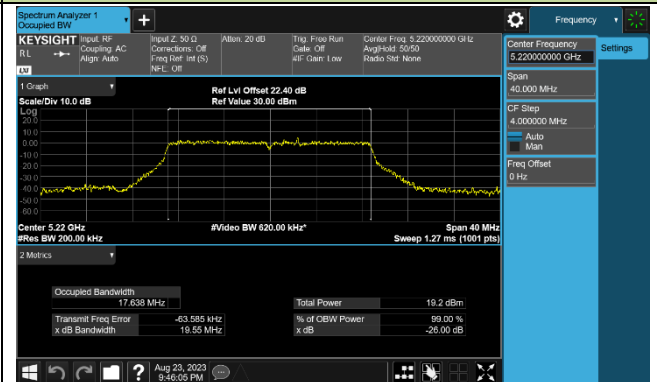 Spectrum Analyzer 1
Occupied BW
+
Frequency
KEYSIGHT
RL
LXI
Input: RF
Coupling: AC
Align: Auto
Input Z: 50 Ω
Corrections: Off
Freq Ref: Int (S)
NFE: Off
Atten: 20 dB
Trig: Free Run
Gate: Off
#IF Gain: Low
Center Freq: 5.220000000 GHz
Avg|Hold: 50/50
Radio Std: None
Center Frequency
5.220000000 GHz
Settings
Span
40.000 MHz
CF Step
4.000000 MHz
Auto
Man
Freq Offset
0 Hz
1 Graph
Scale/Div 10.0 dB
Ref Lvl Offset 22.40 dB
Ref Value 30.00 dBm
Log
20.0
10.0
0.00
-10.0
-20.0
-30.0
-40.0
-50.0
-60.0
Center 5.22 GHz
#Video BW 620.00 kHz*
Span 40 MHz
#Res BW 200.00 kHz
Sweep 1.27 ms (1001 pts)
2 Metrics
Occupied Bandwidth
17.638 MHz
Total Power 19.2 dBm
Transmit Freq Error -63.585 kHz
% of OBW Power 99.00 %
x dB Bandwidth 19.55 MHz
x dB -26.00 dB
?
Aug 23, 2023
9:46:05 PM